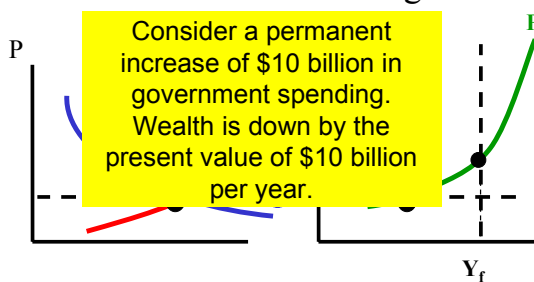 P
Consider a permanent
increase of $10 billion in
government spending.
Wealth is down by the
present value of $10 billion
per year.
Y_f